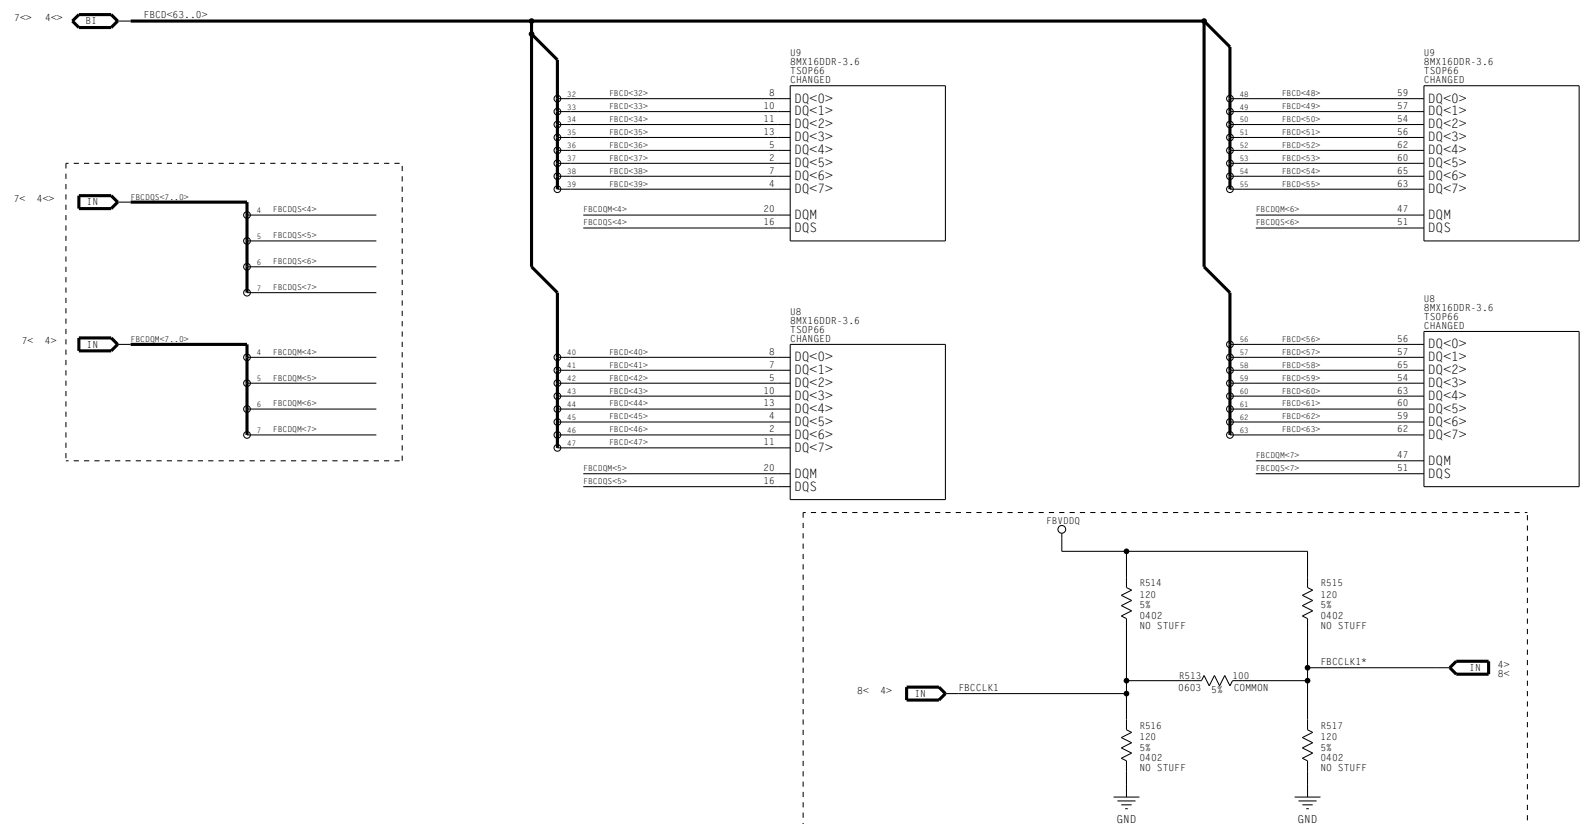 7<> 4<> BI FBCD<63..0>
U9
8MX16DDR-3.6
TSOP66
CHANGED
32 FBCD<32> 8 DQ<0>
33 FBCD<33> 10 DQ<1>
34 FBCD<34> 11 DQ<2>
35 FBCD<35> 13 DQ<3>
36 FBCD<36> 5 DQ<4>
37 FBCD<37> 2 DQ<5>
38 FBCD<38> 7 DQ<6>
39 FBCD<39> 4 DQ<7>
FBCDQM<4> 20 DQM
FBCDQS<4> 16 DQS
U9
8MX16DDR-3.6
TSOP66
CHANGED
48 FBCD<48> 59 DQ<0>
49 FBCD<49> 57 DQ<1>
50 FBCD<50> 54 DQ<2>
51 FBCD<51> 56 DQ<3>
52 FBCD<52> 62 DQ<4>
53 FBCD<53> 60 DQ<5>
54 FBCD<54> 65 DQ<6>
55 FBCD<55> 63 DQ<7>
FBCDQM<6> 47 DQM
FBCDQS<6> 51 DQS
7< 4<> IN FBCDQS<7..0>
4 FBCDQS<4>
5 FBCDQS<5>
6 FBCDQS<6>
7 FBCDQS<7>
7< 4> IN FBCDQM<7..0>
4 FBCDQM<4>
5 FBCDQM<5>
6 FBCDQM<6>
7 FBCDQM<7>
U8
8MX16DDR-3.6
TSOP66
CHANGED
40 FBCD<40> 8 DQ<0>
41 FBCD<41> 7 DQ<1>
42 FBCD<42> 5 DQ<2>
43 FBCD<43> 10 DQ<3>
44 FBCD<44> 13 DQ<4>
45 FBCD<45> 4 DQ<5>
46 FBCD<46> 2 DQ<6>
47 FBCD<47> 11 DQ<7>
FBCDQM<5> 20 DQM
FBCDQS<5> 16 DQS
U8
8MX16DDR-3.6
TSOP66
CHANGED
56 FBCD<56> 56 DQ<0>
57 FBCD<57> 57 DQ<1>
58 FBCD<58> 65 DQ<2>
59 FBCD<59> 54 DQ<3>
60 FBCD<60> 63 DQ<4>
61 FBCD<61> 60 DQ<5>
62 FBCD<62> 59 DQ<6>
63 FBCD<63> 62 DQ<7>
FBCDQM<7> 47 DQM
FBCDQS<7> 51 DQS
FBVDDQ
R514
120
5%
0402
NO STUFF
R515
120
5%
0402
NO STUFF
FBCCLK1* IN 4>
8<
R513 100
0603 5% COMMON
8< 4> IN FBCCLK1
R516
120
5%
0402
NO STUFF
R517
120
5%
0402
NO STUFF
GND
GND